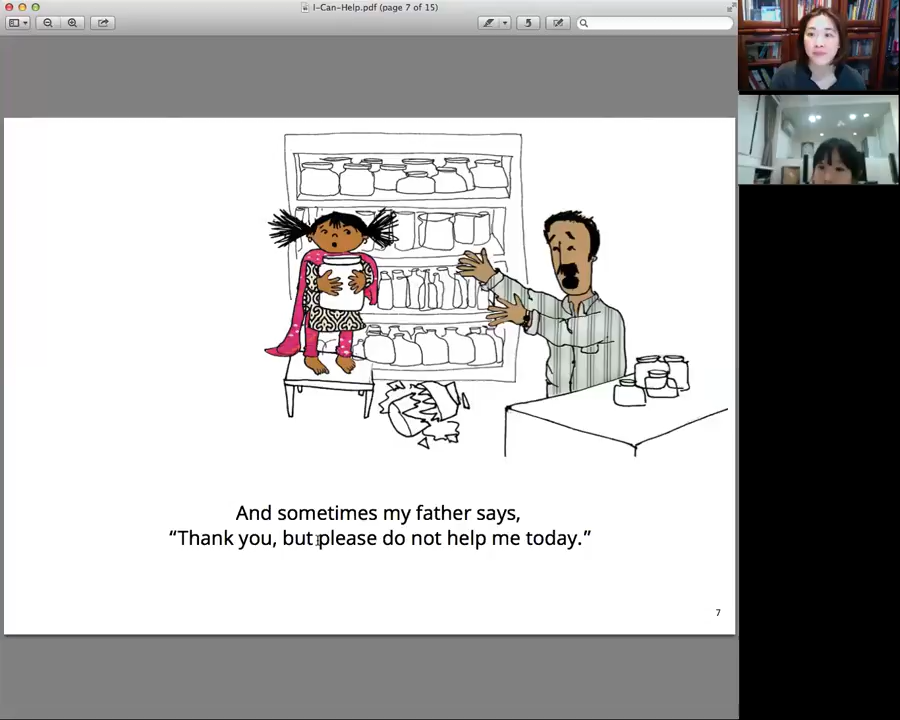 I-Can-Help.pdf (page 7 of 15)
And sometimes my father says,
“Thank you, but please do not help me today.”
7